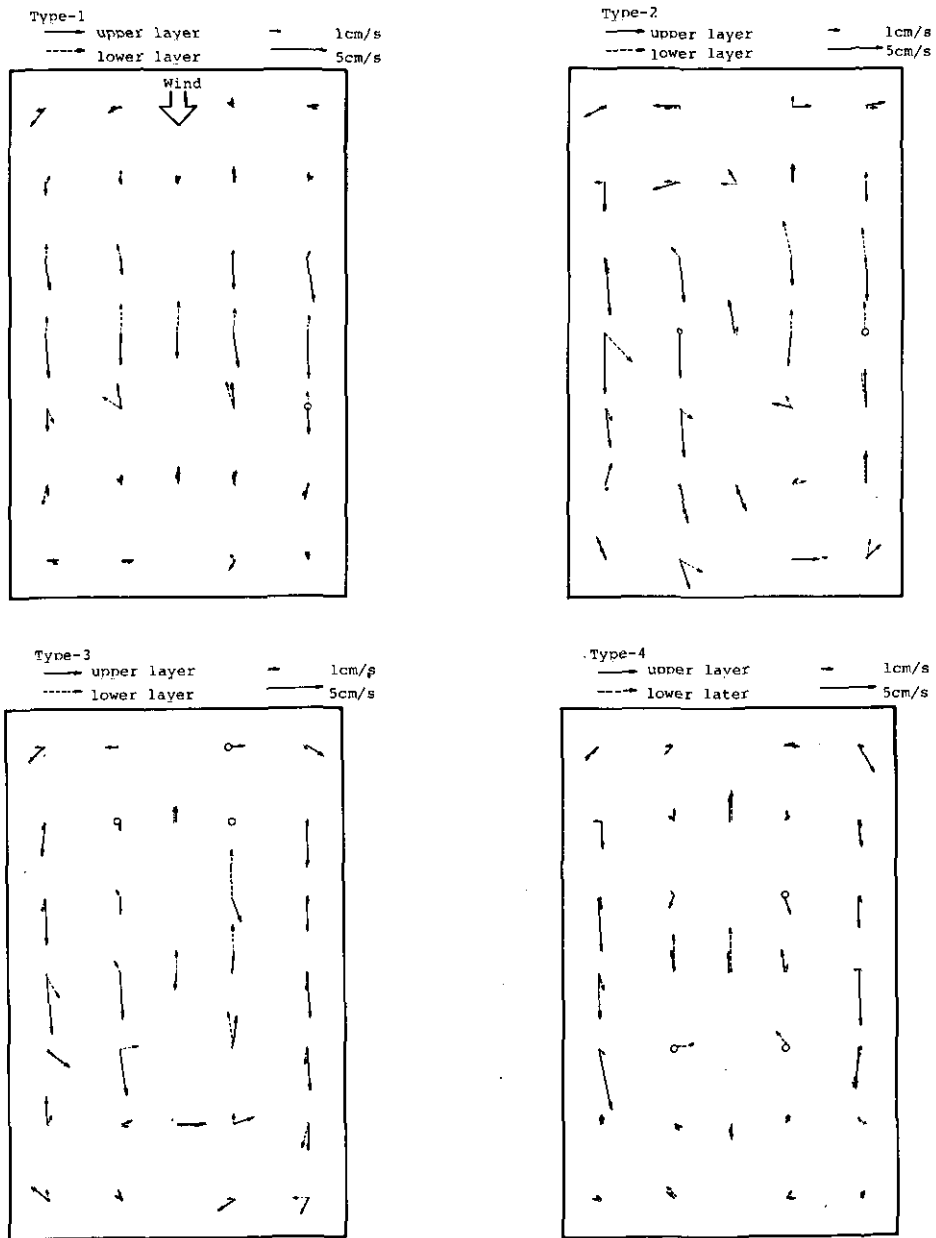 Type-1
upper layer 1cm/s
lower layer 5cm/s
Wind
Type-2
upper layer 1cm/s
lower layer 5cm/s
Type-3
upper layer 1cm/s
lower layer 5cm/s
Type-4
upper layer 1cm/s
lower later 5cm/s